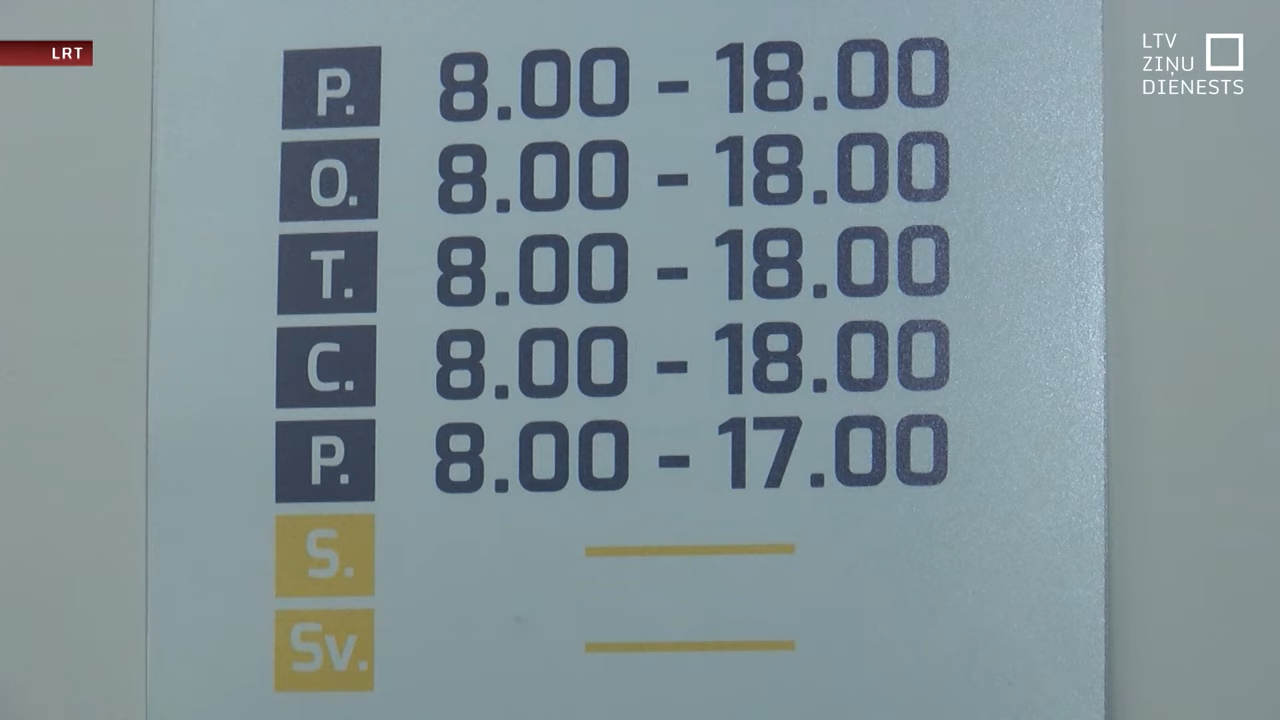 LRT
LTV
ZIŅU
DIENESTS
P. 8.00 - 18.00
O. 8.00 - 18.00
T. 8.00 - 18.00
C. 8.00 - 18.00
P. 8.00 - 17.00
S.
Sv.